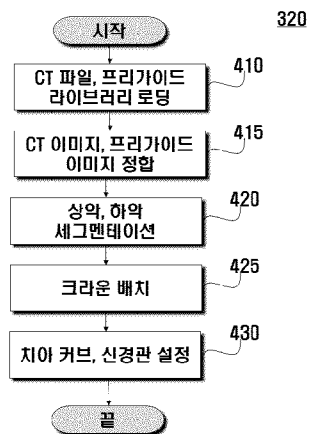 320
시작
410
CT 파일, 프리가이드
라이브러리 로딩
415
CT 이미지, 프리가이드
이미지 정합
420
상악, 하악
세그멘테이션
425
크라운 배치
430
치아 커브, 신경관 설정
끝